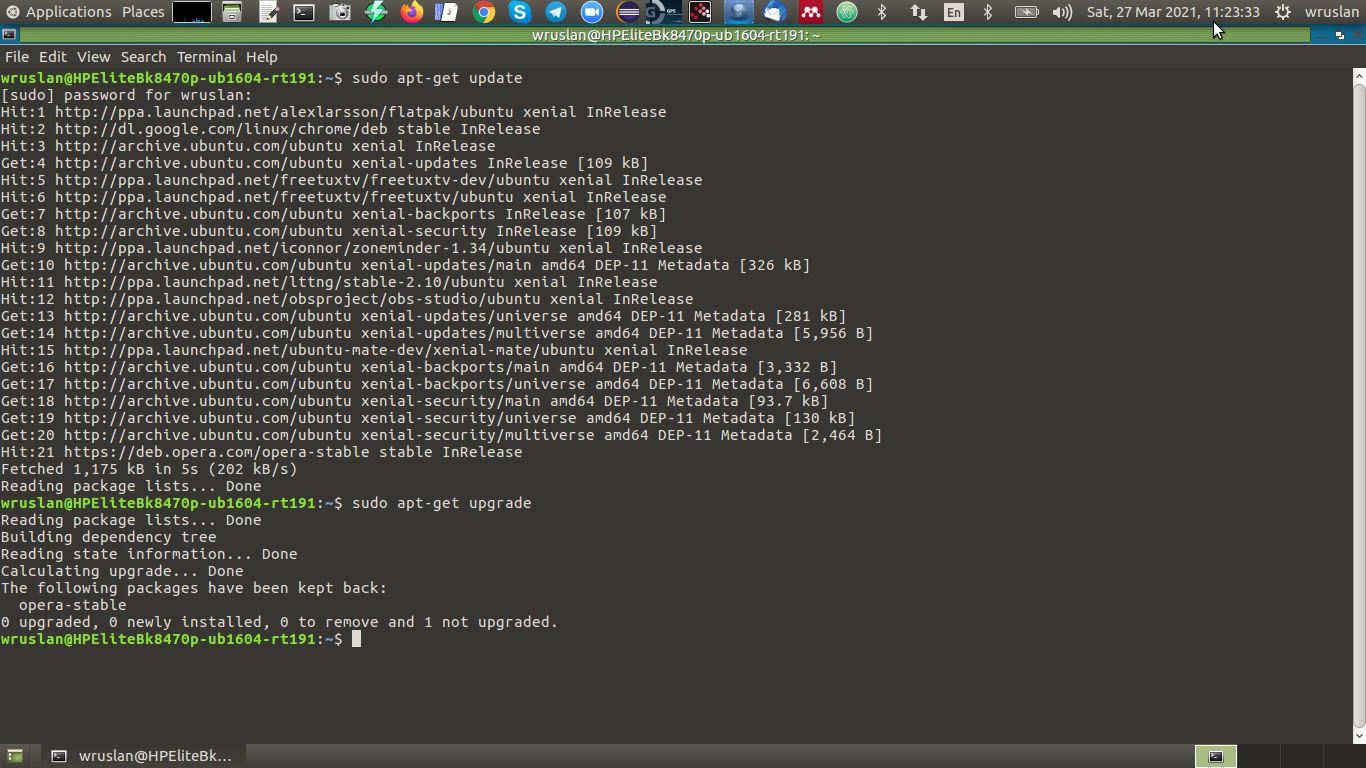 Applications Places En Sat, 27 Mar 2021, 11:23:33 wruslan
wruslan@HPEliteBk8470p-ub1604-rt191: ~
File Edit View Search Terminal Help
wruslan@HPEliteBk8470p-ub1604-rt191:~$ sudo apt-get update
[sudo] password for wruslan:
Hit:1 http://ppa.launchpad.net/alexlarsson/flatpak/ubuntu xenial InRelease
Hit:2 http://dl.google.com/linux/chrome/deb stable InRelease
Hit:3 http://archive.ubuntu.com/ubuntu xenial InRelease
Get:4 http://archive.ubuntu.com/ubuntu xenial-updates InRelease [109 kB]
Hit:5 http://ppa.launchpad.net/freetuxtv/freetuxtv-dev/ubuntu xenial InRelease
Hit:6 http://ppa.launchpad.net/freetuxtv/freetuxtv/ubuntu xenial InRelease
Get:7 http://archive.ubuntu.com/ubuntu xenial-backports InRelease [107 kB]
Get:8 http://archive.ubuntu.com/ubuntu xenial-security InRelease [109 kB]
Hit:9 http://ppa.launchpad.net/iconnor/zoneminder-1.34/ubuntu xenial InRelease
Get:10 http://archive.ubuntu.com/ubuntu xenial-updates/main amd64 DEP-11 Metadata [326 kB]
Hit:11 http://ppa.launchpad.net/lttng/stable-2.10/ubuntu xenial InRelease
Hit:12 http://ppa.launchpad.net/obsproject/obs-studio/ubuntu xenial InRelease
Get:13 http://archive.ubuntu.com/ubuntu xenial-updates/universe amd64 DEP-11 Metadata [281 kB]
Get:14 http://archive.ubuntu.com/ubuntu xenial-updates/multiverse amd64 DEP-11 Metadata [5,956 B]
Hit:15 http://ppa.launchpad.net/ubuntu-mate-dev/xenial-mate/ubuntu xenial InRelease
Get:16 http://archive.ubuntu.com/ubuntu xenial-backports/main amd64 DEP-11 Metadata [3,332 B]
Get:17 http://archive.ubuntu.com/ubuntu xenial-backports/universe amd64 DEP-11 Metadata [6,608 B]
Get:18 http://archive.ubuntu.com/ubuntu xenial-security/main amd64 DEP-11 Metadata [93.7 kB]
Get:19 http://archive.ubuntu.com/ubuntu xenial-security/universe amd64 DEP-11 Metadata [130 kB]
Get:20 http://archive.ubuntu.com/ubuntu xenial-security/multiverse amd64 DEP-11 Metadata [2,464 B]
Hit:21 https://deb.opera.com/opera-stable stable InRelease
Fetched 1,175 kB in 5s (202 kB/s)
Reading package lists... Done
wruslan@HPEliteBk8470p-ub1604-rt191:~$ sudo apt-get upgrade
Reading package lists... Done
Building dependency tree
Reading state information... Done
Calculating upgrade... Done
The following packages have been kept back:
opera-stable
0 upgraded, 0 newly installed, 0 to remove and 1 not upgraded.
wruslan@HPEliteBk8470p-ub1604-rt191:~$
wruslan@HPEliteBk...